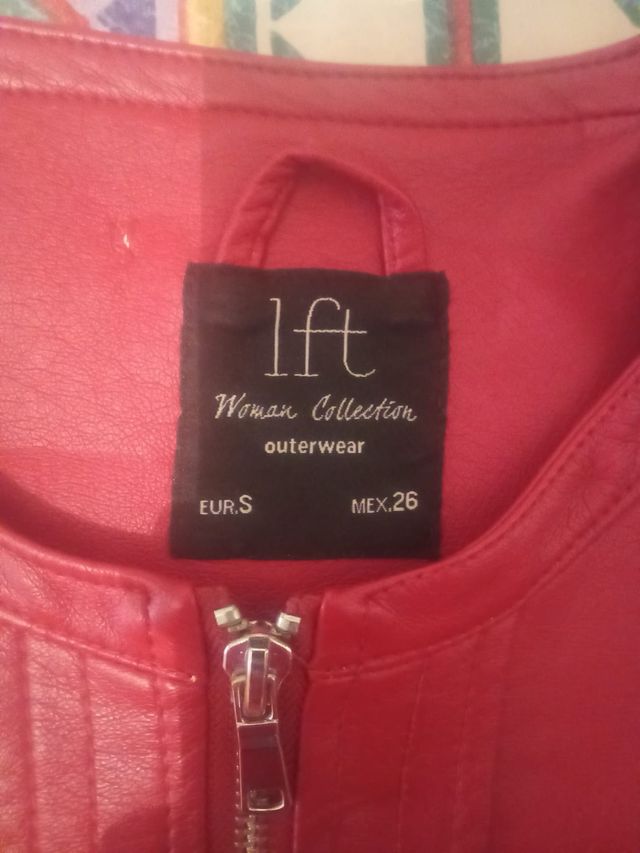 lft
Woman Collection
outerwear
EUR.S MEX.26